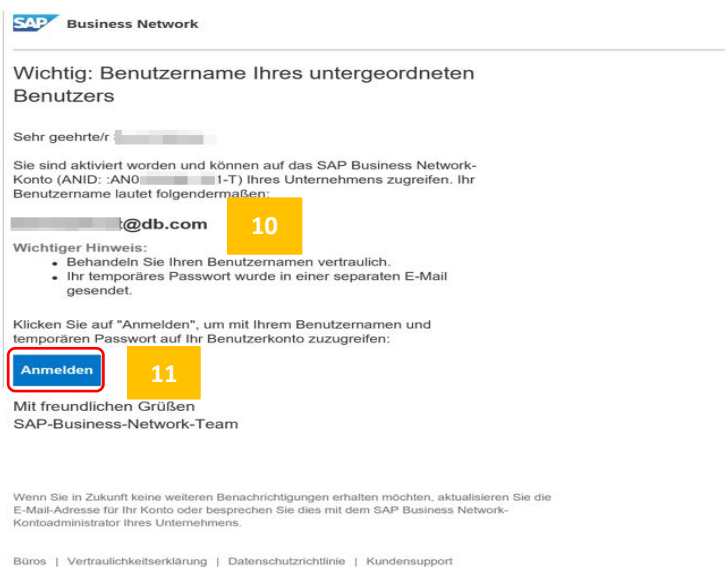 SAP Business Network
Wichtig: Benutzername Ihres untergeordneten
Benutzers
Sehr geehrte/r
Sie sind aktiviert worden und können auf das SAP Business Network-
Konto (ANID: :AN0 1-T) Ihres Unternehmens zugreifen. Ihr
Benutzername lautet folgendermaßen:
t@db.com
10
Wichtiger Hinweis:
• Behandeln Sie Ihren Benutzernamen vertraulich.
• Ihr temporäres Passwort wurde in einer separaten E-Mail
gesendet.
Klicken Sie auf "Anmelden", um mit Ihrem Benutzernamen und
temporären Passwort auf Ihr Benutzerkonto zuzugreifen:
Anmelden
11
Mit freundlichen Grüßen
SAP-Business-Network-Team
Wenn Sie in Zukunft keine weiteren Benachrichtigungen erhalten möchten, aktualisieren Sie die
E-Mail-Adresse für Ihr Konto oder besprechen Sie dies mit dem SAP Business Network-
Kontoadministrator Ihres Unternehmens.
Büros | Vertraulichkeitserklärung | Datenschutzrichtlinie | Kundensupport